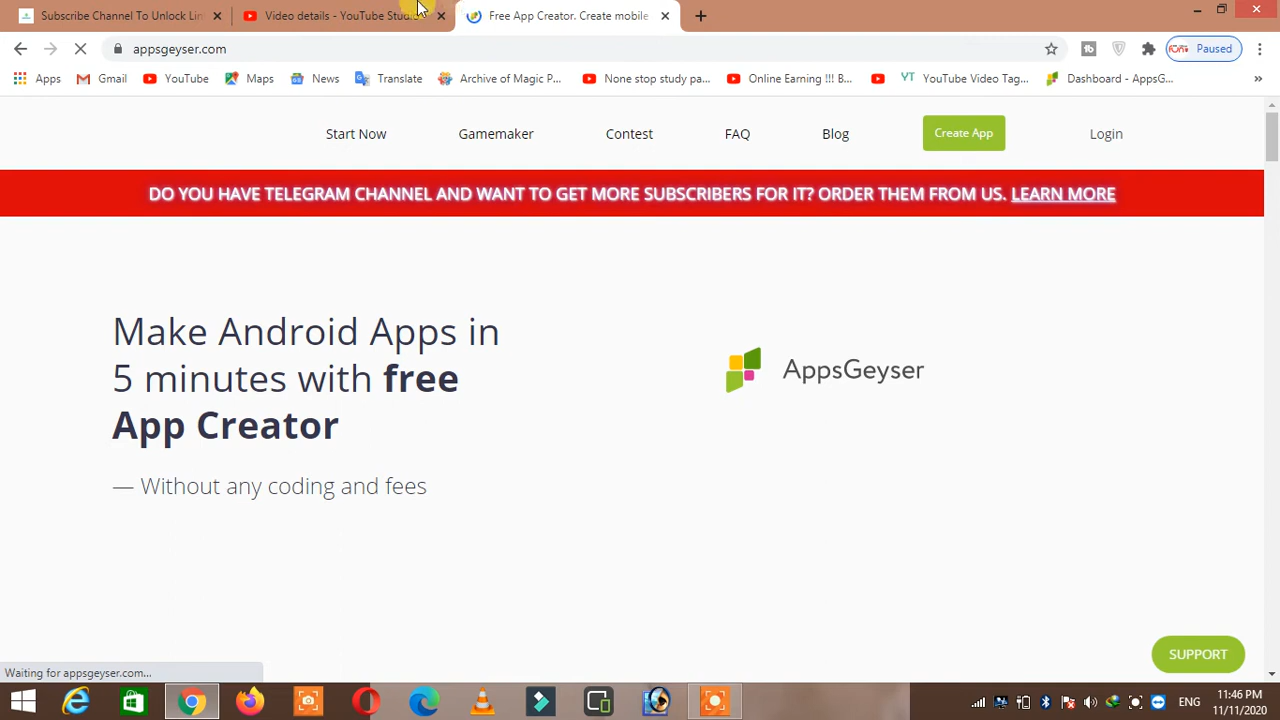 Subscribe Channel To Unlock Lin
Video details - YouTube Studio
Free App Creator. Create mobile
appsgeyser.com
Paused
Apps
Gmail
YouTube
Maps
News
Translate
Archive of Magic P...
None stop study pa...
Online Earning !!! B...
YT YouTube Video Tag...
Dashboard - AppsG...
Start Now
Gamemaker
Contest
FAQ
Blog
Create App
Login
DO YOU HAVE TELEGRAM CHANNEL AND WANT TO GET MORE SUBSCRIBERS FOR IT? ORDER THEM FROM US. LEARN MORE
Make Android Apps in
5 minutes with free
App Creator
— Without any coding and fees
AppsGeyser
SUPPORT
Waiting for appsgeyser.com...
ENG
11:46 PM
11/11/2020